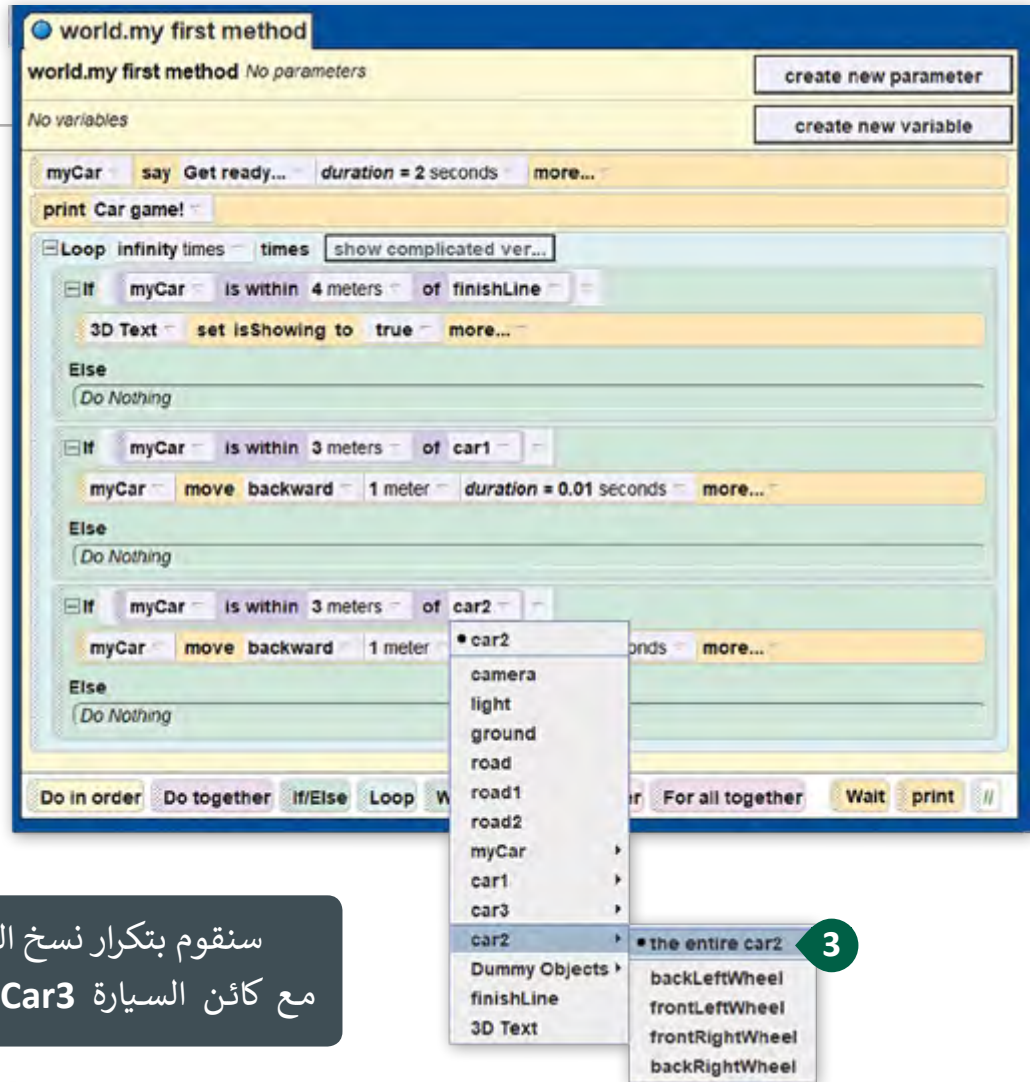 world.my first method
world.my first method No parameters
create new parameter
No variables
create new variable
myCar say Get ready... duration = 2 seconds more...
print Car game!
Loop infinity times times show complicated ver...
If myCar is within 4 meters of finishLine
3D Text set isShowing to true more...
Else
Do Nothing
If myCar is within 3 meters of car1
myCar move backward 1 meter duration = 0.01 seconds more...
Else
Do Nothing
If myCar is within 3 meters of car2
myCar move backward 1 meter onds more...
Else
Do Nothing
car2
camera
light
ground
road
road1
road2
myCar
car1
car3
car2
Dummy Objects
finishLine
3D Text
the entire car2
3
backLeftWheel
frontLeftWheel
frontRightWheel
backRightWheel
Do in order Do together If/Else Loop W r For all together Wait print //
سنقوم بتكرار نسخ ال
مع كائن السيارة Car3